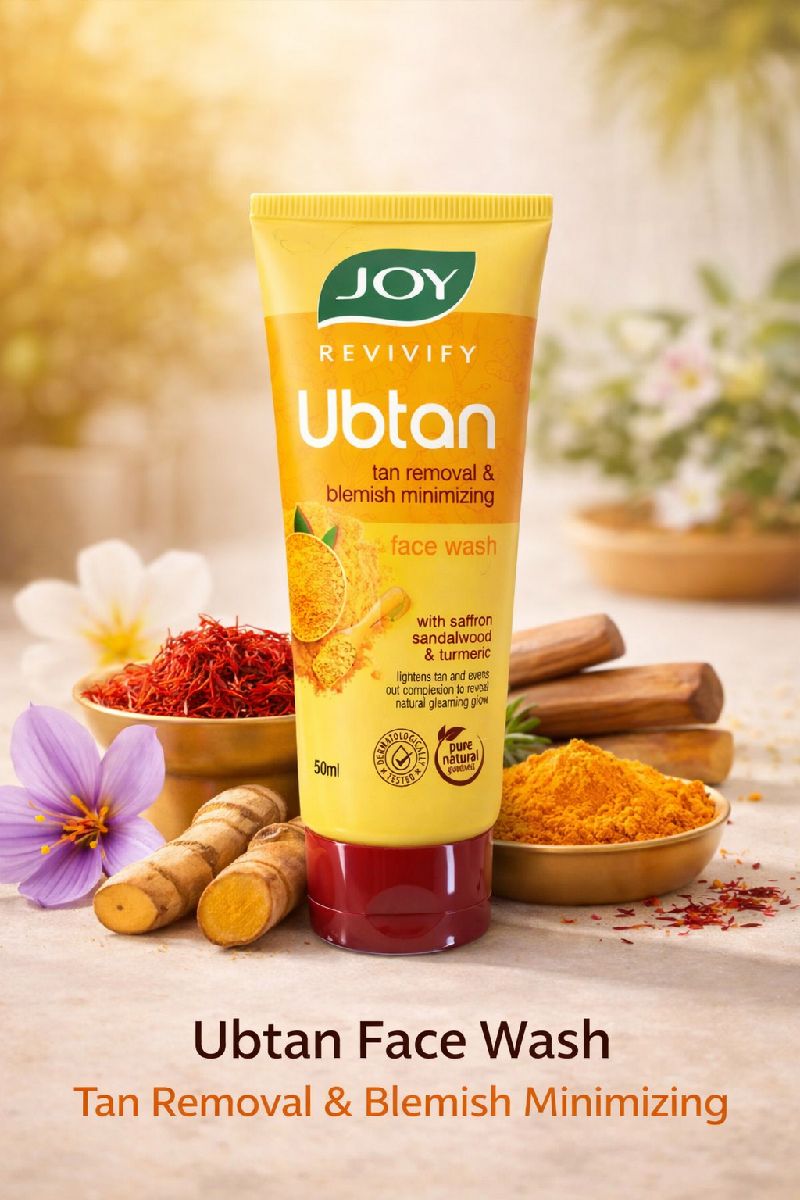 JOY
REVIVIFY
Ubtan
tan removal &
blemish minimizing
face wash
with saffron
sandalwood
& turmeric
lightens tan and evens
out complexion to reveal
natural gleaming glow
50ml
DERMATOLOGICALLY
TESTED
pure
natural
goodness
Ubtan Face Wash
Tan Removal & Blemish Minimizing